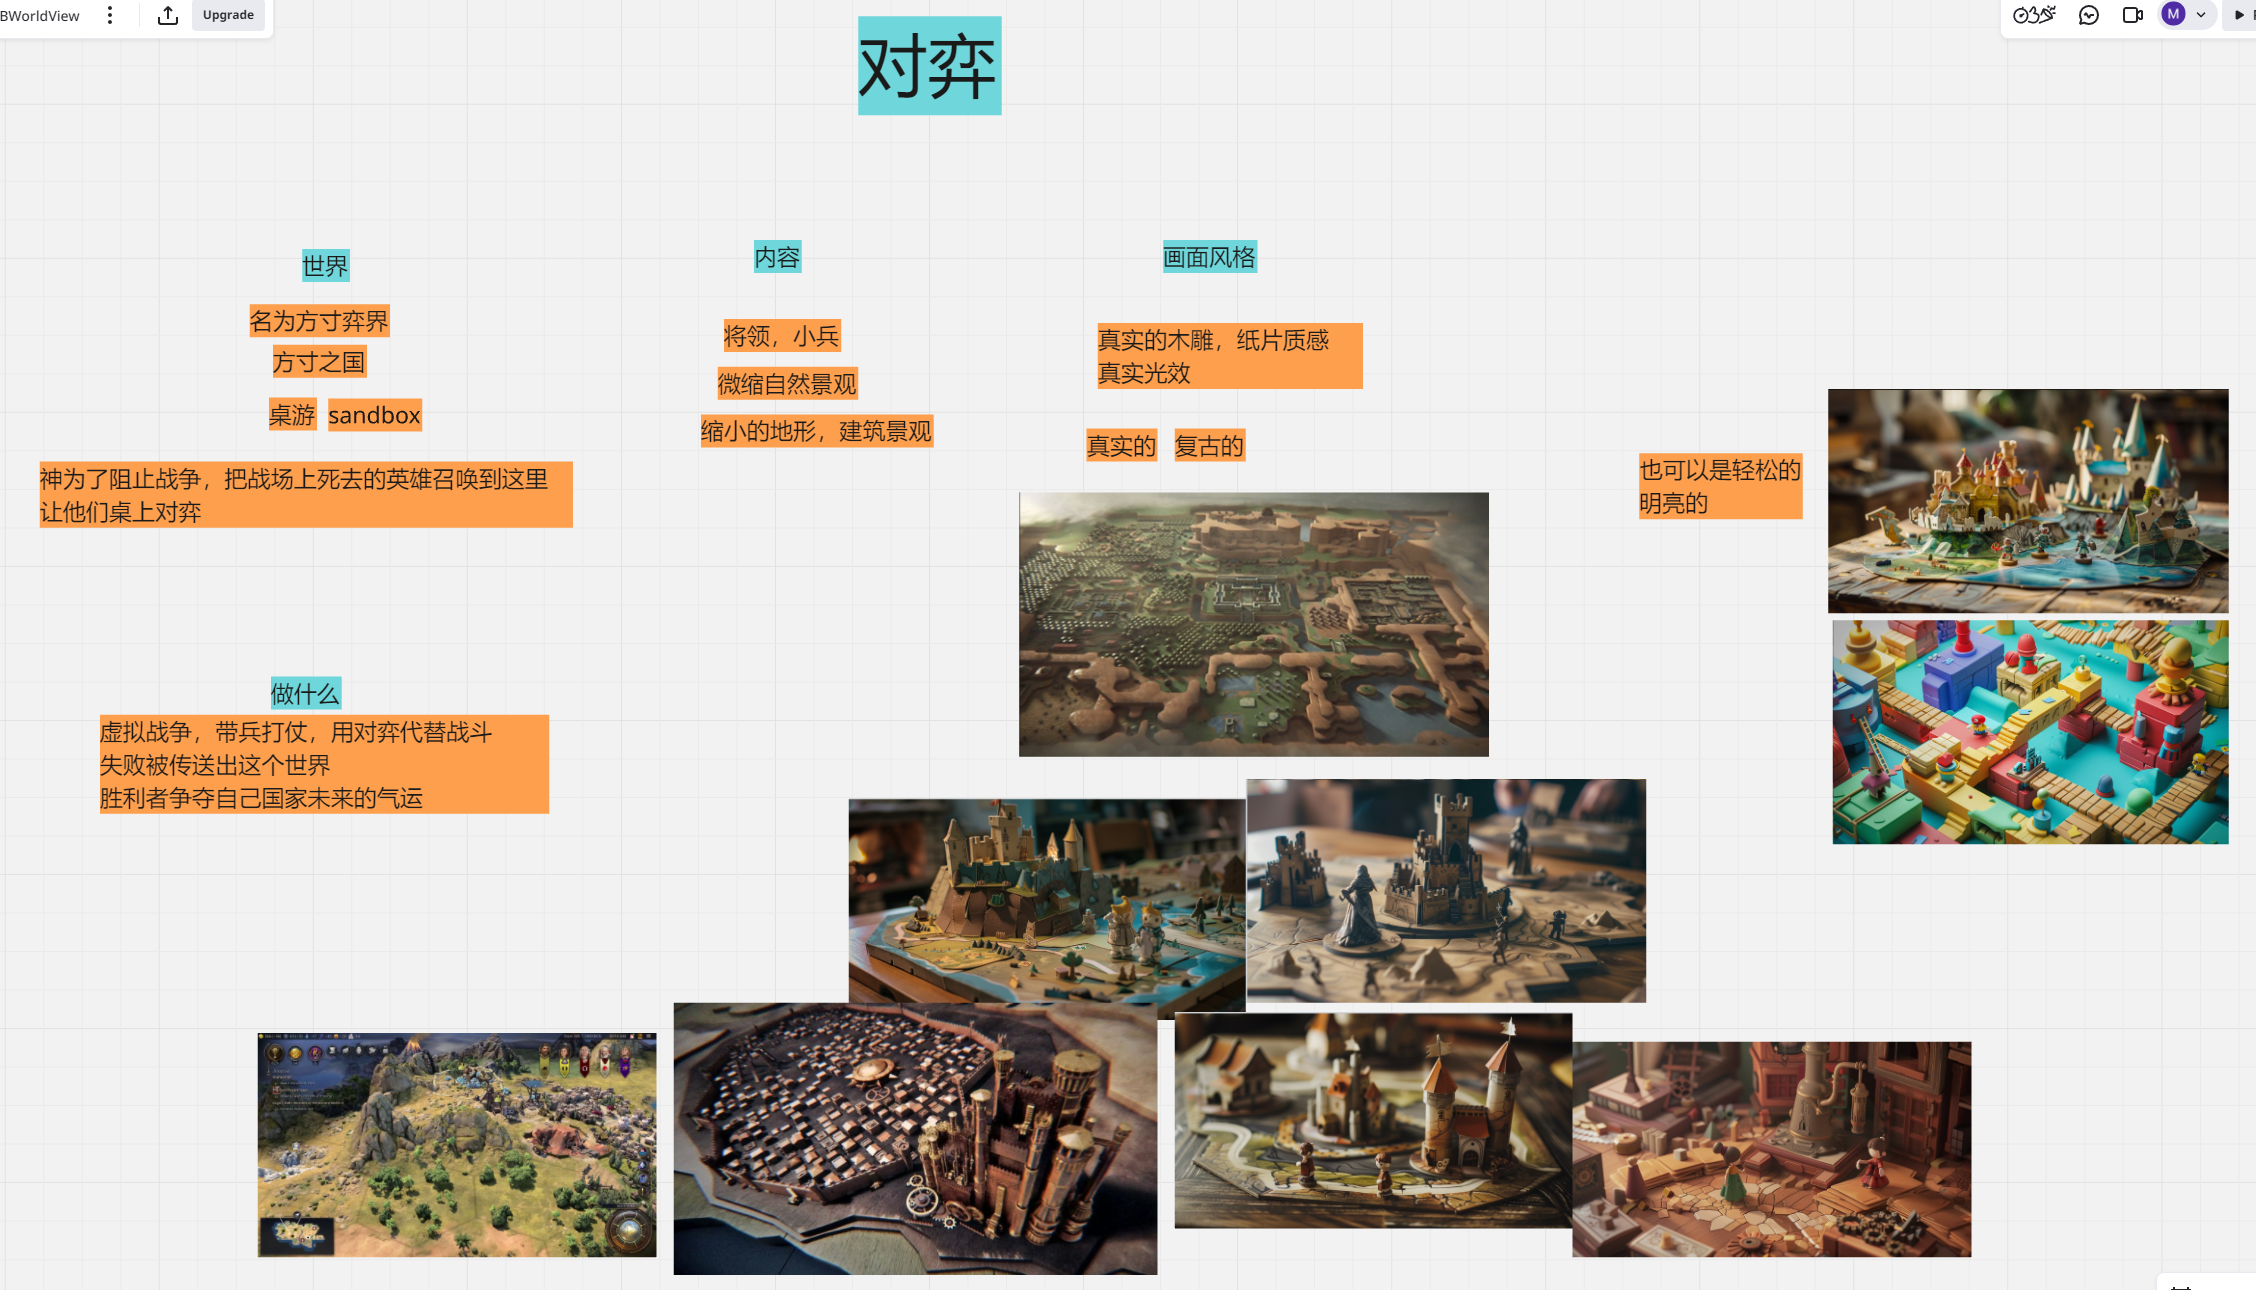 BWorldView
Upgrade
M
对弈
世界
名为方寸弈界
方寸之国
桌游 sandbox
神为了阻止战争，把战场上死去的英雄召唤到这里
让他们桌上对弈
做什么
虚拟战争，带兵打仗，用对弈代替战斗
失败被传送出这个世界
胜利者争夺自己国家未来的气运
内容
将领，小兵
微缩自然景观
缩小的地形，建筑景观
画面风格
真实的木雕，纸片质感
真实光效
真实的 复古的
也可以是轻松的
明亮的